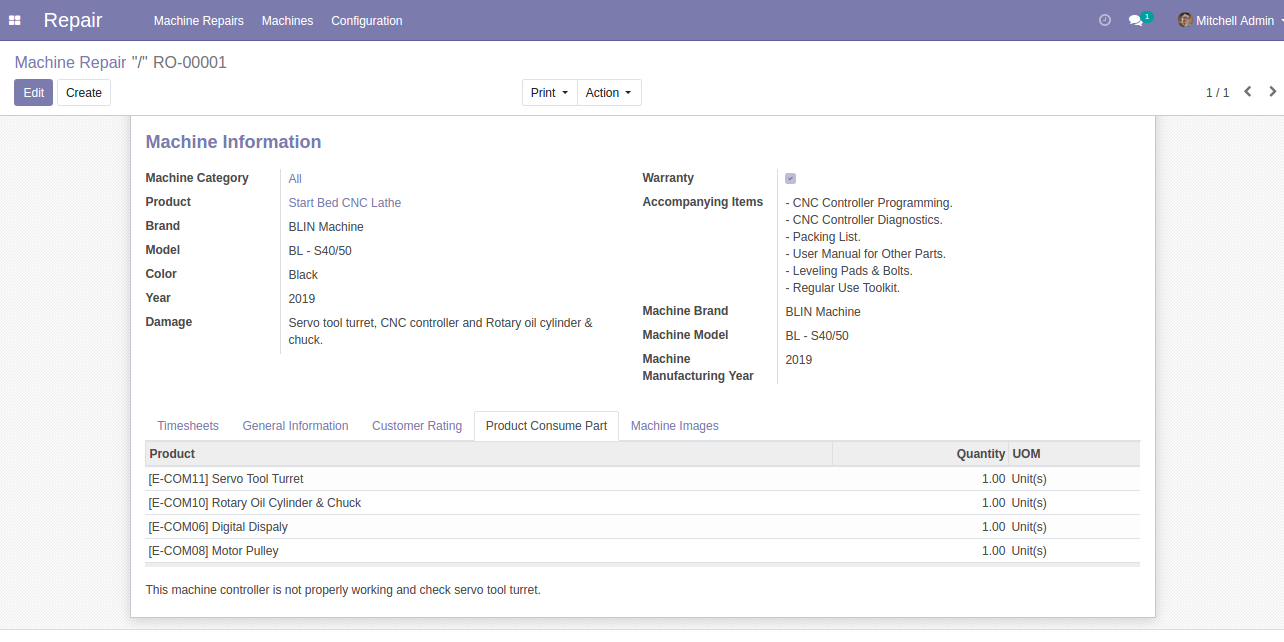 Repair Machine Repairs Machines Configuration 1 Mitchell Admin
Machine Repair "/" RO-00001
Edit Create Print Action 1 / 1
Machine Information
Machine Category All
Product Start Bed CNC Lathe
Brand BLIN Machine
Model BL - S40/50
Color Black
Year 2019
Damage Servo tool turret, CNC controller and Rotary oil cylinder &
chuck.
Warranty
Accompanying Items - CNC Controller Programming.
- CNC Controller Diagnostics.
- Packing List.
- User Manual for Other Parts.
- Leveling Pads & Bolts.
- Regular Use Toolkit.
Machine Brand BLIN Machine
Machine Model BL - S40/50
Machine 2019
Manufacturing Year
Timesheets General Information Customer Rating Product Consume Part Machine Images
Product Quantity UOM
[E-COM11] Servo Tool Turret 1.00 Unit(s)
[E-COM10] Rotary Oil Cylinder & Chuck 1.00 Unit(s)
[E-COM06] Digital Dispaly 1.00 Unit(s)
[E-COM08] Motor Pulley 1.00 Unit(s)
This machine controller is not properly working and check servo tool turret.